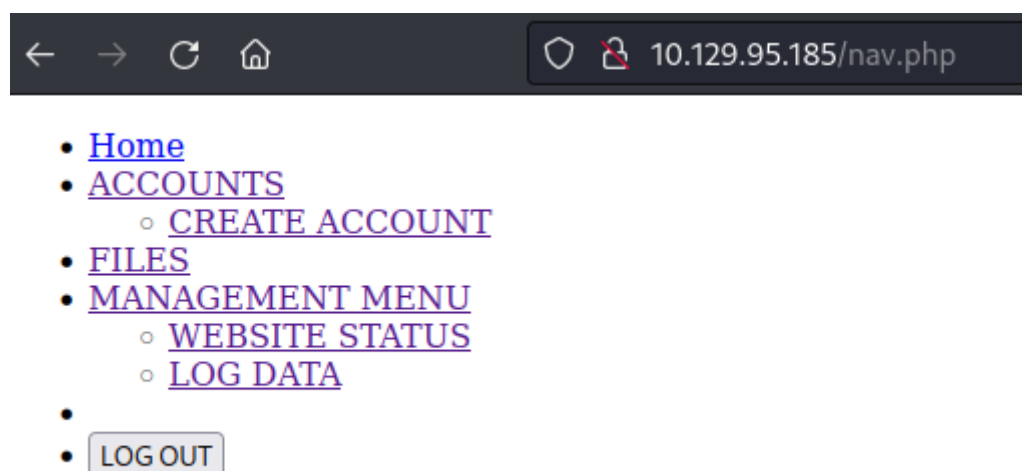 10.129.95.185/nav.php
Home
ACCOUNTS
CREATE ACCOUNT
FILES
MANAGEMENT MENU
WEBSITE STATUS
LOG DATA
LOG OUT